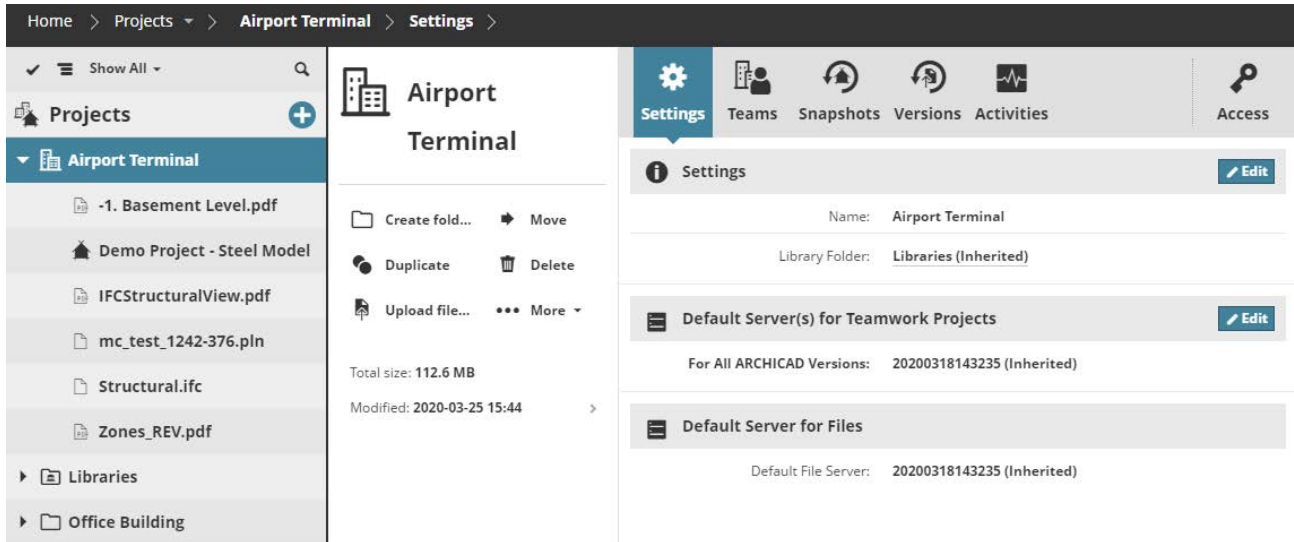 Home > Projects > Airport Terminal > Settings >
Show All
Projects
Airport Terminal
-1. Basement Level.pdf
Demo Project - Steel Model
IFCStructuralView.pdf
mc_test_1242-376.pln
Structural.ifc
Zones_REV.pdf
Libraries
Office Building
Airport
Terminal
Create fold... Move
Duplicate Delete
Upload file... More
Total size: 112.6 MB
Modified: 2020-03-25 15:44
Settings Teams Snapshots Versions Activities Access
Settings Edit
Name: Airport Terminal
Library Folder: Libraries (Inherited)
Default Server(s) for Teamwork Projects Edit
For All ARCHICAD Versions: 20200318143235 (Inherited)
Default Server for Files
Default File Server: 20200318143235 (Inherited)